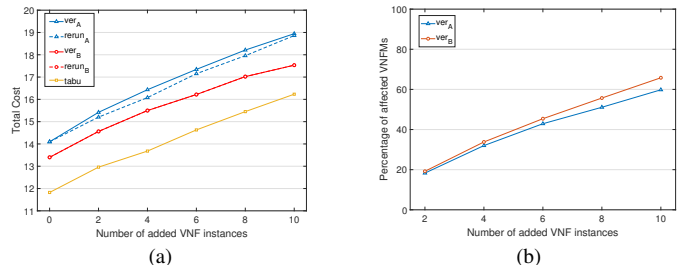 20
19
18
17
16
15
14
13
12
11
Total Cost
ver_A
rerun_A
ver_B
rerun_B
tabu
0 2 4 6 8 10
Number of added VNF instances
(a)
100
80
60
40
20
0
Percentage of affected VNFMs
ver_A
ver_B
2 4 6 8 10
Number of added VNF instances
(b)